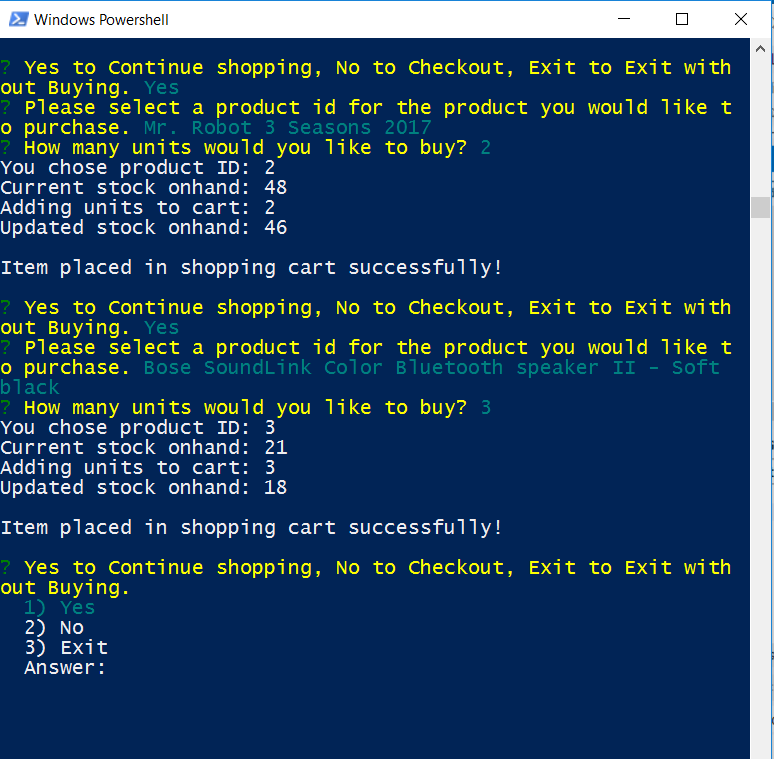 Windows Powershell
? Yes to Continue shopping, No to Checkout, Exit to Exit with
out Buying. Yes
? Please select a product id for the product you would like t
o purchase. Mr. Robot 3 Seasons 2017
? How many units would you like to buy? 2
You chose product ID: 2
Current stock onhand: 48
Adding units to cart: 2
Updated stock onhand: 46
Item placed in shopping cart successfully!
? Yes to Continue shopping, No to Checkout, Exit to Exit with
out Buying. Yes
? Please select a product id for the product you would like t
o purchase. Bose SoundLink Color Bluetooth speaker II - Soft
black
? How many units would you like to buy? 3
You chose product ID: 3
Current stock onhand: 21
Adding units to cart: 3
Updated stock onhand: 18
Item placed in shopping cart successfully!
? Yes to Continue shopping, No to Checkout, Exit to Exit with
out Buying.
1) Yes
2) No
3) Exit
Answer: